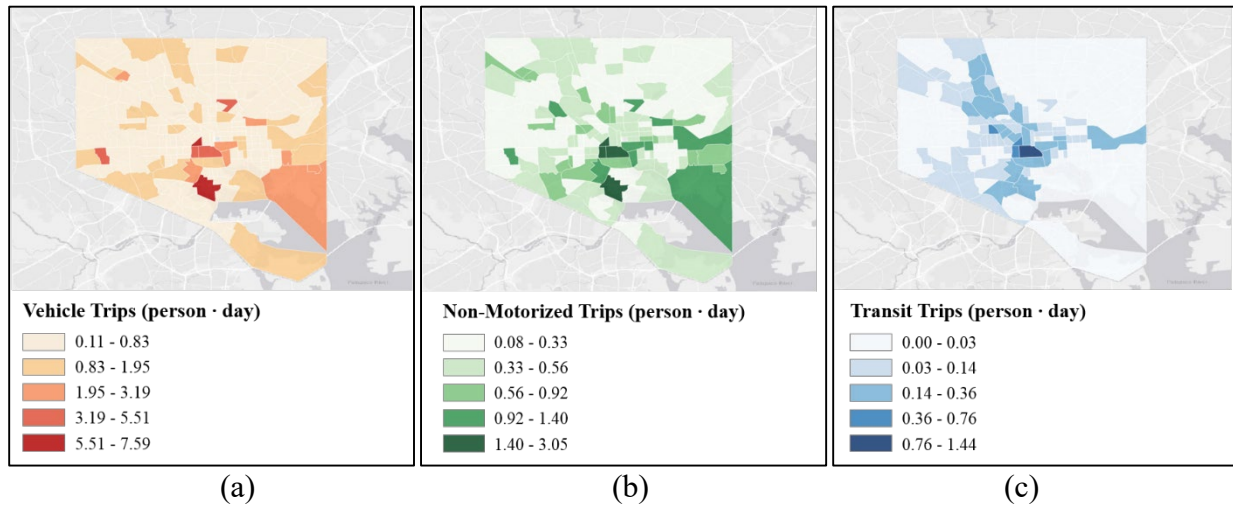 Vehicle Trips (person · day)
0.11 - 0.83
0.83 - 1.95
1.95 - 3.19
3.19 - 5.51
5.51 - 7.59
(a)
Non-Motorized Trips (person · day)
0.08 - 0.33
0.33 - 0.56
0.56 - 0.92
0.92 - 1.40
1.40 - 3.05
(b)
Transit Trips (person · day)
0.00 - 0.03
0.03 - 0.14
0.14 - 0.36
0.36 - 0.76
0.76 - 1.44
(c)